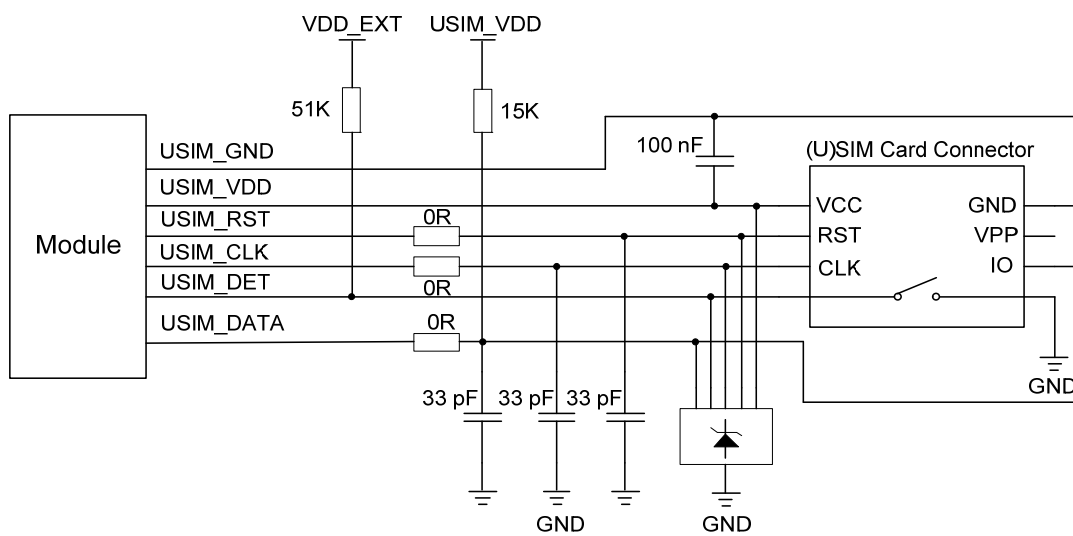 VDD_EXT USIM_VDD
51K 15K
100 nF
(U)SIM Card Connector
Module
USIM_GND
USIM_VDD
USIM_RST
USIM_CLK
USIM_DET
USIM_DATA
0R
0R
0R
VCC GND
RST VPP
CLK IO
GND
33 pF 33 pF 33 pF
GND GND